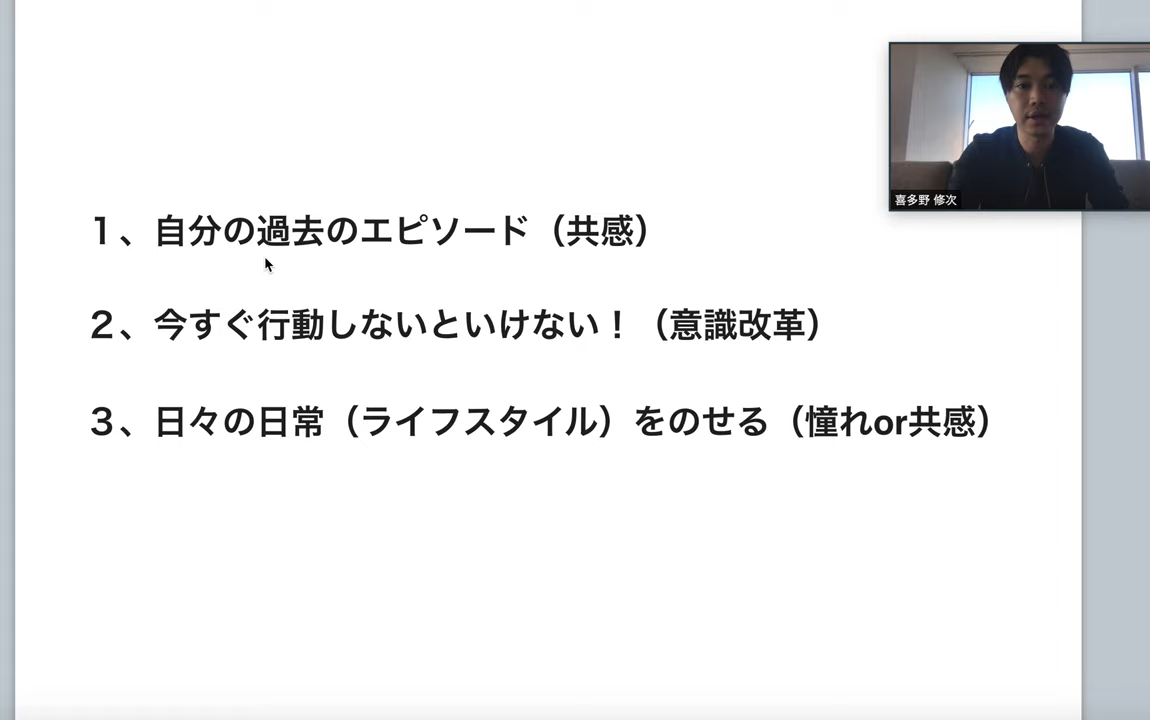 １、自分の過去のエピソード（共感）
２、今すぐ行動しないといけない！（意識改革）
３、日々の日常（ライフスタイル）をのせる（憧れor共感）
喜多野 修次